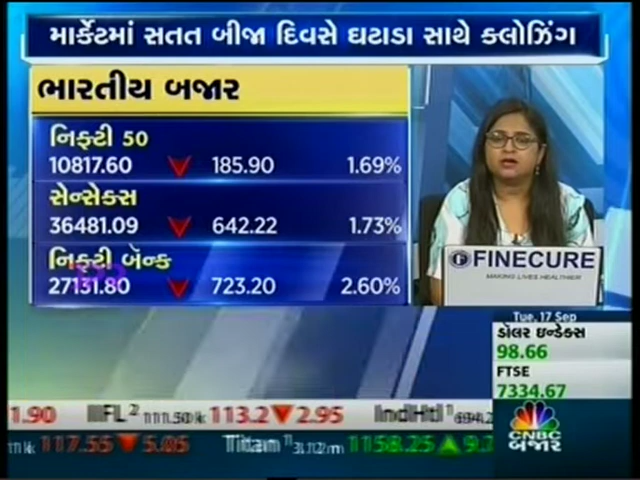 માર્કેટમાં સતત બીજા દિવસે ઘટાડા સાથે ક્લોઝિંગ
ભારતીય બજાર
નિફ્ટી 50
10817.60 185.90 1.69%
સેન્સેક્સ
36481.09 642.22 1.73%
નિફ્ટી બૅન્ક
27131.80 723.20 2.60%
FINECURE
MAKING LIVES HEALTHIER
Tue, 17 Sep
ડૉલર ઇન્ડેક્સ
98.66
FTSE
7334.67
1.90 IIFL 111.50k 113.2 2.95 IndHtl
117.55 5.05 Titan 1158.25
CNBC
બજાર